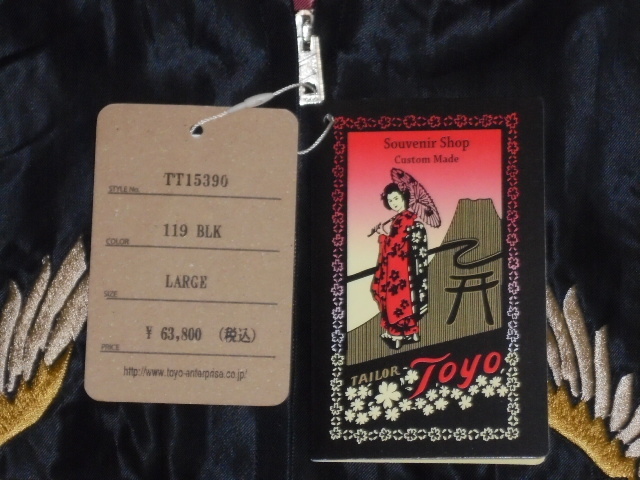 STYLE No. TT15390
COLOR 119 BLK
SIZE LARGE
PRICE ¥ 63,800 (税込)
http://www.toyo-enterprise.co.jp/
Souvenir Shop
Custom Made
TAILOR Toyo